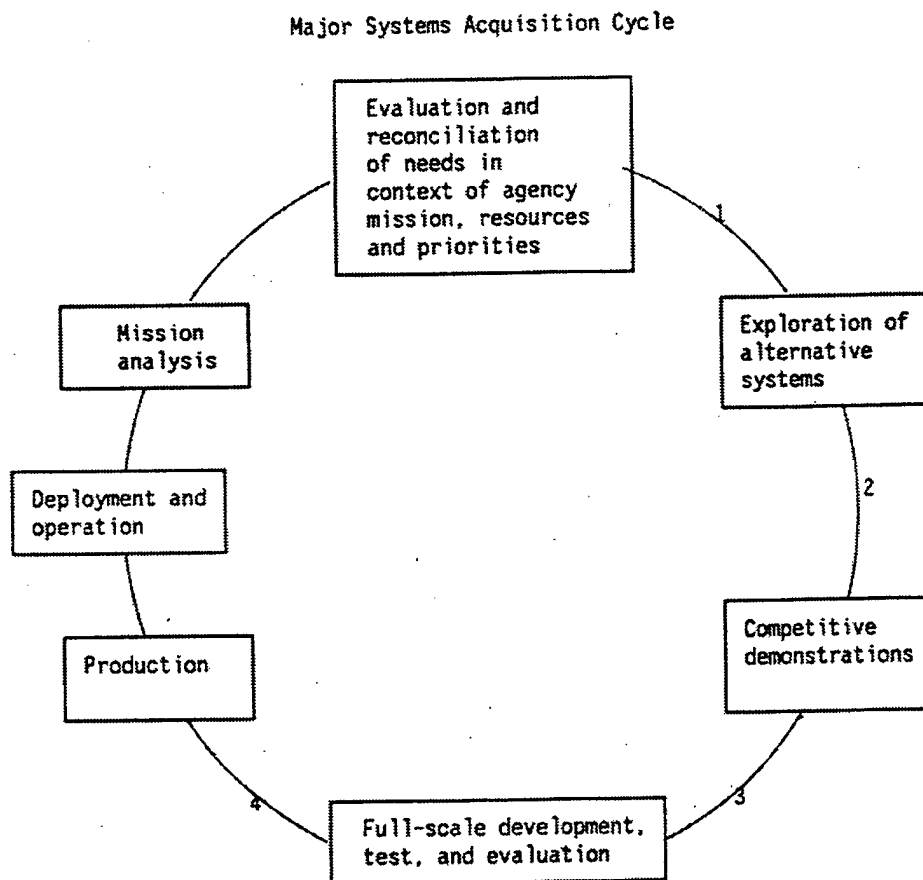 Major Systems Acquisition Cycle
Evaluation and
reconciliation
of needs in
context of agency
mission, resources
and priorities
1
Exploration of
alternative
systems
2
Competitive
demonstrations
3
Full-scale development,
test, and evaluation
4
Production
Deployment and
operation
Mission
analysis